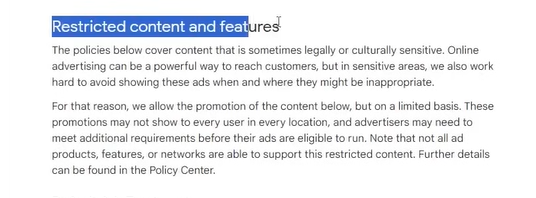 Restricted content and features
The policies below cover content that is sometimes legally or culturally sensitive. Online
advertising can be a powerful way to reach customers, but in sensitive areas, we also work
hard to avoid showing these ads when and where they might be inappropriate.
For that reason, we allow the promotion of the content below, but on a limited basis. These
promotions may not show to every user in every location, and advertisers may need to
meet additional requirements before their ads are eligible to run. Note that not all ad
products, features, or networks are able to support this restricted content. Further details
can be found in the Policy Center.